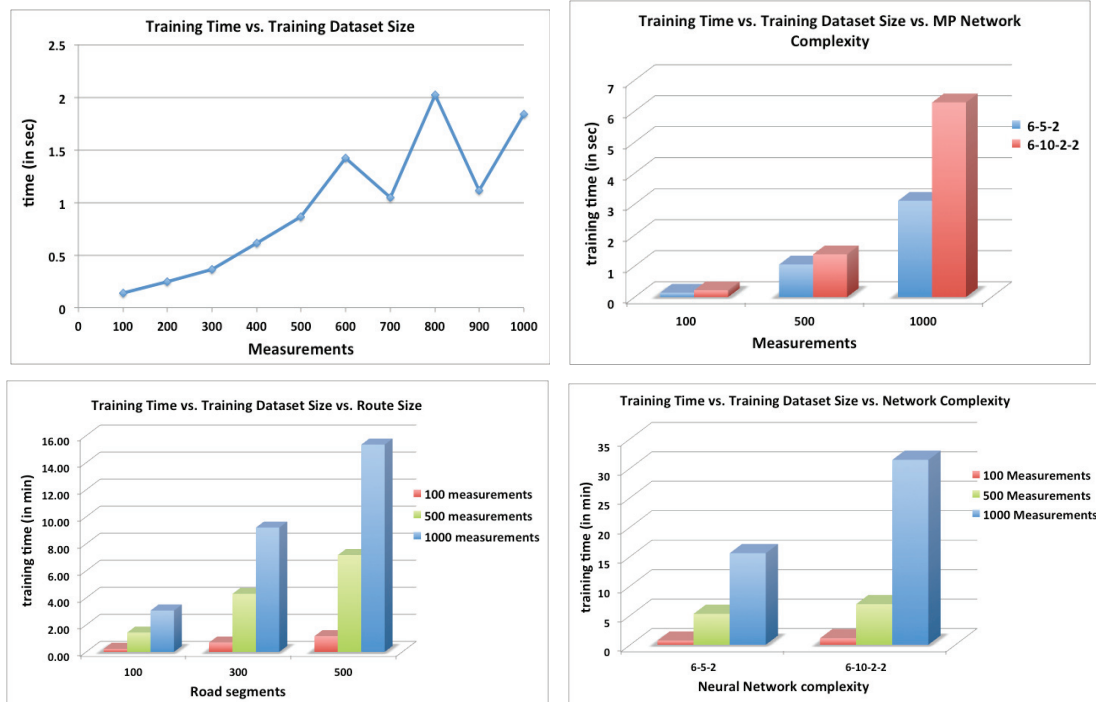 Training Time vs. Training Dataset Size
2.5
2
1.5
1
0.5
0
time (in sec)
0 100 200 300 400 500 600 700 800 900 1000
Measurements
Training Time vs. Training Dataset Size vs. MP Network
Complexity
7
6
5
4
3
2
1
0
training time (in sec)
6-5-2
6-10-2-2
100 500 1000
Measurements
Training Time vs. Training Dataset Size vs. Route Size
16.00
14.00
12.00
10.00
8.00
6.00
4.00
2.00
0.00
training time (in min)
100 measurements
500 measurements
1000 measurements
100 300 500
Road segments
Training Time vs. Training Dataset Size vs. Network Complexity
35
30
25
20
15
10
5
0
training time (in min)
100 Measurements
500 Measurements
1000 Measurements
6-5-2 6-10-2-2
Neural Network complexity